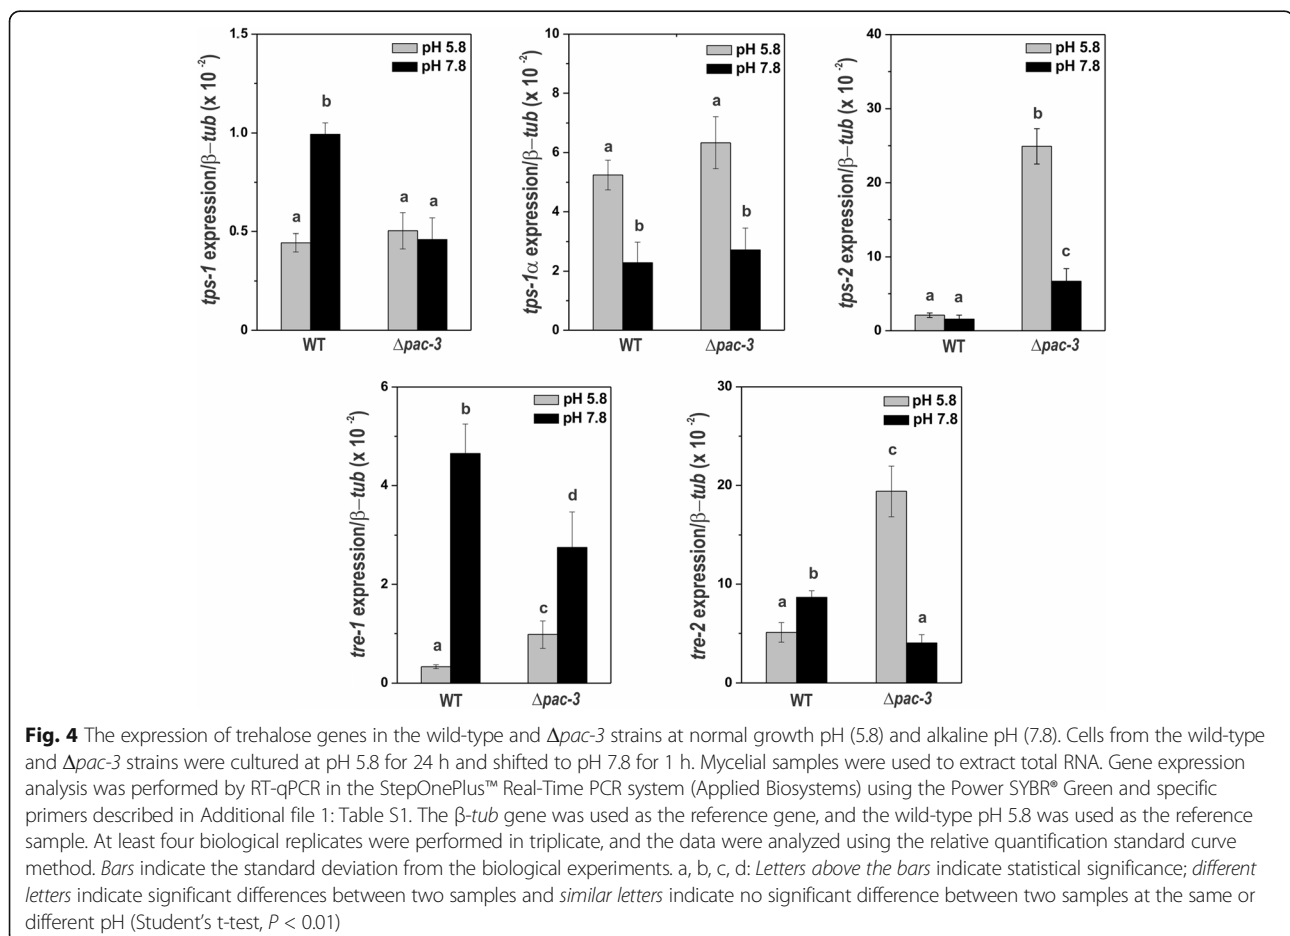 1.5
1.0
0.5
0
tps-1 expression/β−tub (x 10⁻²)
pH 5.8
pH 7.8
a
b
a
a
WT
Δpac-3
10
8
6
4
2
0
tps-1α expression/β−tub (x 10⁻²)
pH 5.8
pH 7.8
a
b
a
b
WT
Δpac-3
40
30
20
10
0
tps-2 expression/β−tub (x 10⁻²)
pH 5.8
pH 7.8
a
a
b
c
WT
Δpac-3
6
4
2
0
tre-1 expression/β−tub (x 10⁻²)
pH 5.8
pH 7.8
a
b
c
d
WT
Δpac-3
30
20
10
0
tre-2 expression/β−tub (x 10⁻²)
pH 5.8
pH 7.8
a
b
c
a
WT
Δpac-3
Fig. 4 The expression of trehalose genes in the wild-type and Δpac-3 strains at normal growth pH (5.8) and alkaline pH (7.8). Cells from the wild-type
and Δpac-3 strains were cultured at pH 5.8 for 24 h and shifted to pH 7.8 for 1 h. Mycelial samples were used to extract total RNA. Gene expression
analysis was performed by RT-qPCR in the StepOnePlus™ Real-Time PCR system (Applied Biosystems) using the Power SYBR® Green and specific
primers described in Additional file 1: Table S1. The β-tub gene was used as the reference gene, and the wild-type pH 5.8 was used as the reference
sample. At least four biological replicates were performed in triplicate, and the data were analyzed using the relative quantification standard curve
method. Bars indicate the standard deviation from the biological experiments. a, b, c, d: Letters above the bars indicate statistical significance; different
letters indicate significant differences between two samples and similar letters indicate no significant difference between two samples at the same or
different pH (Student's t-test, P < 0.01)